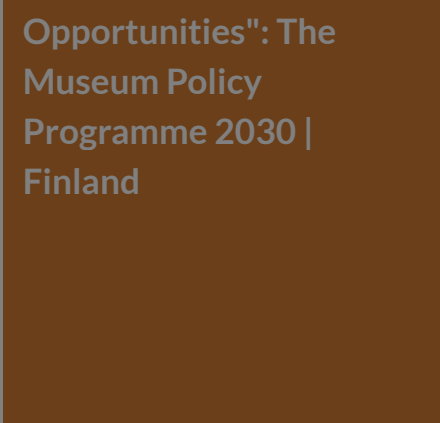 Opportunities": The
Museum Policy
Programme 2030 |
Finland